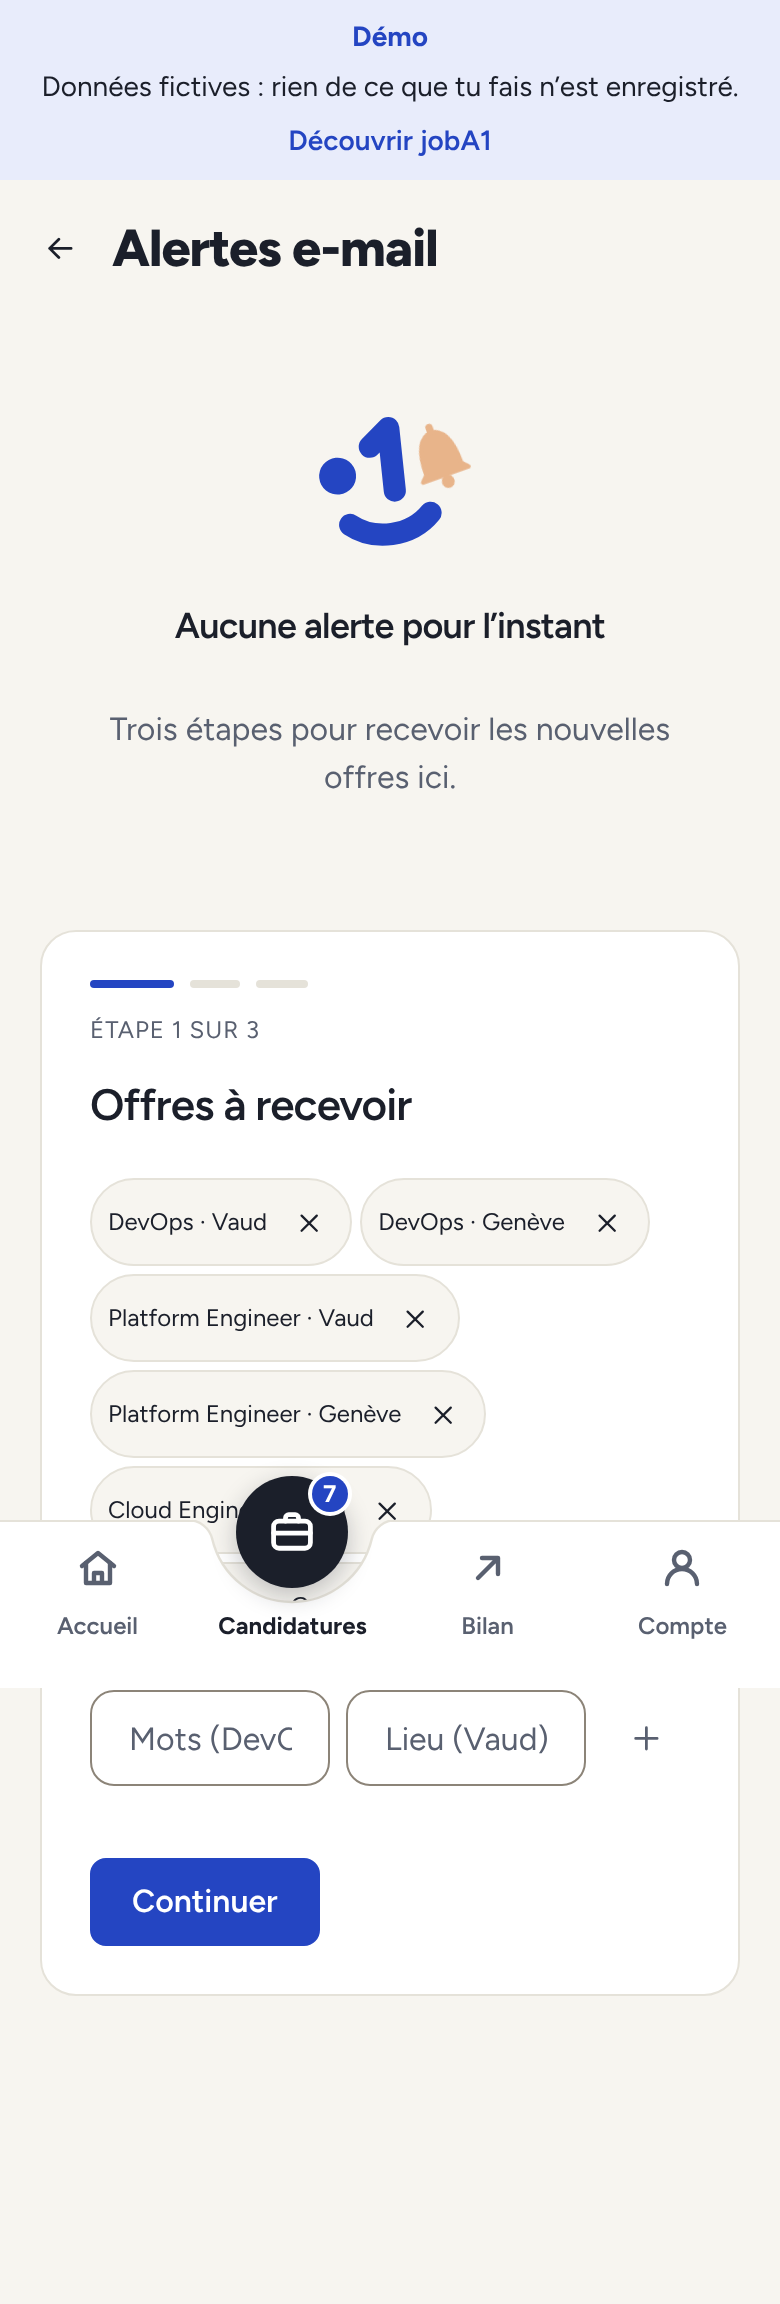 Démo
Données fictives : rien de ce que tu fais n’est enregistré.
Découvrir jobA1
Alertes e-mail
Aucune alerte pour l’instant
Trois étapes pour recevoir les nouvelles
offres ici.
ÉTAPE 1 SUR 3
Offres à recevoir
DevOps · Vaud
DevOps · Genève
Platform Engineer · Vaud
Platform Engineer · Genève
Cloud
7
Accueil
Candidatures
Bilan
Compte
Mots
Lieu (Vaud)
Continuer